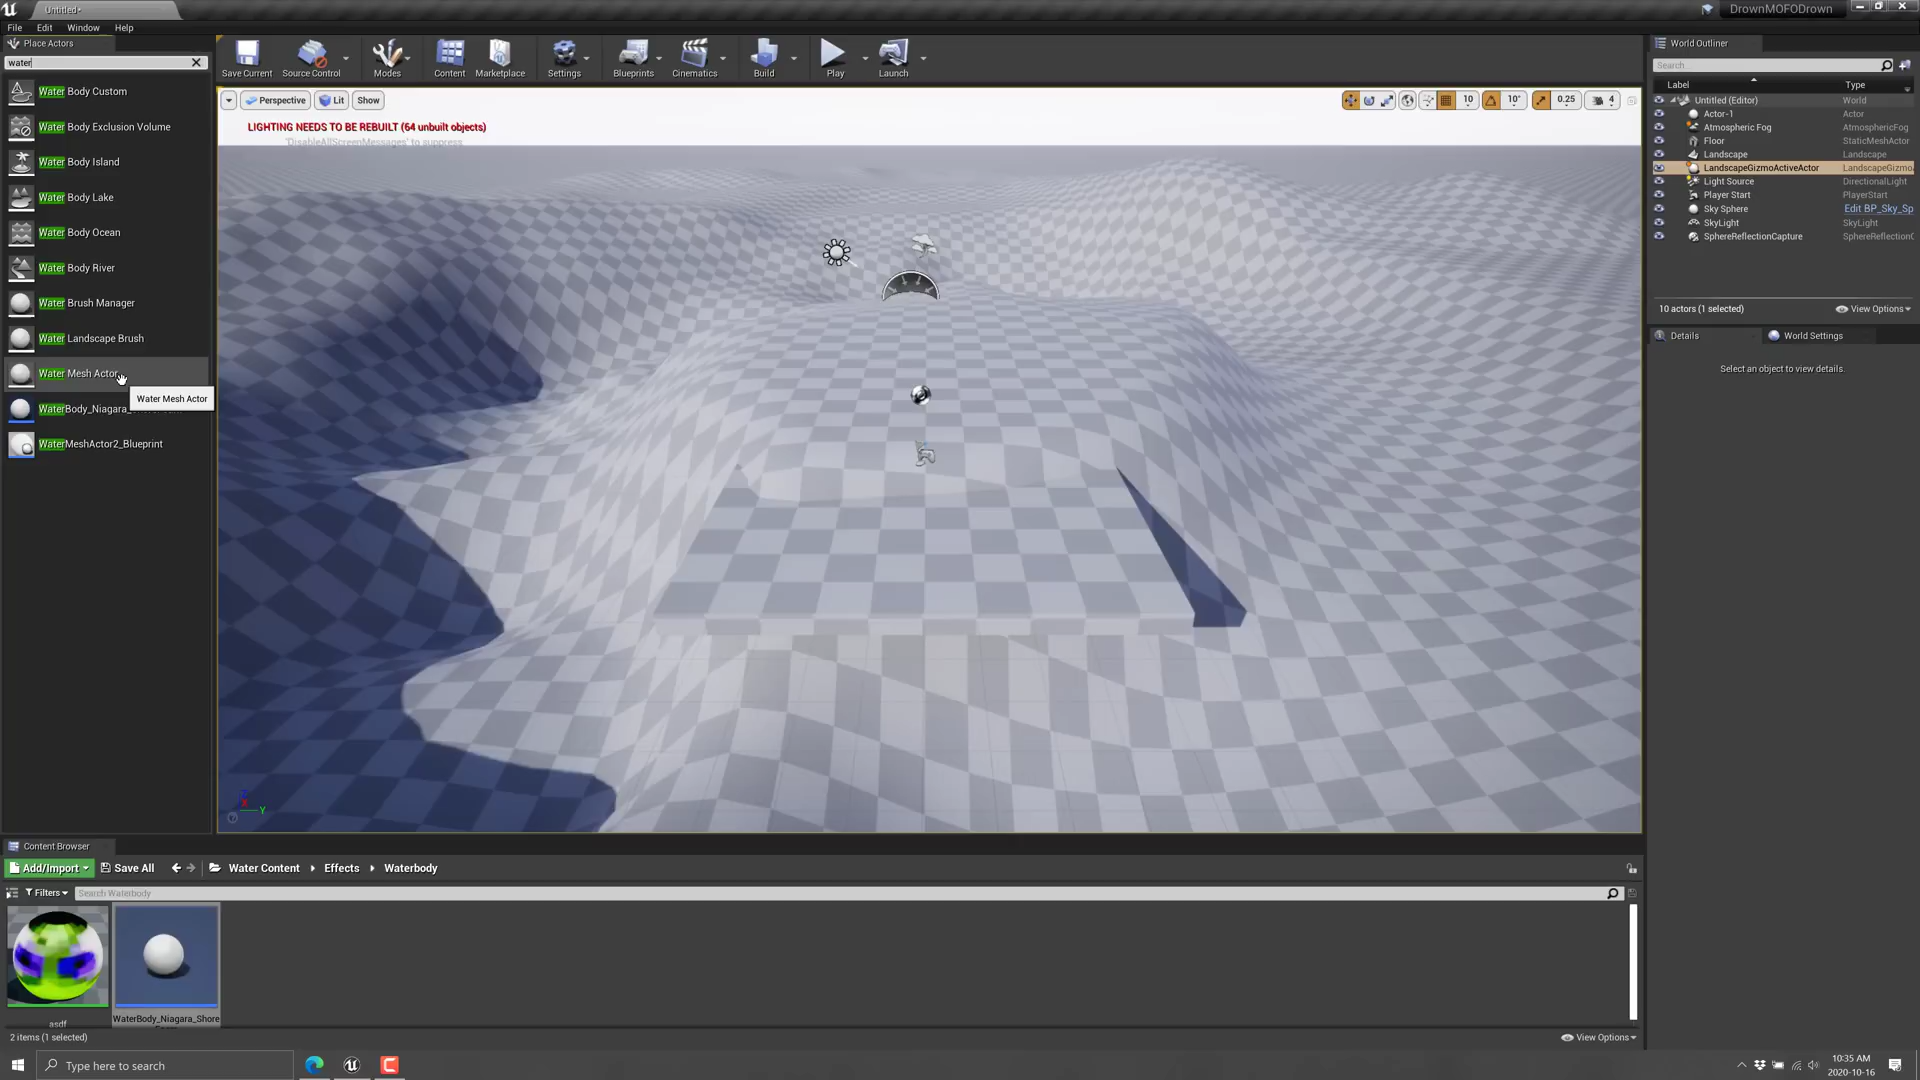 Untitled*
DrownMOFODrown
File Edit Window Help
Place Actors
water
Water Body Custom
Water Body Exclusion Volume
Water Body Island
Water Body Lake
Water Body Ocean
Water Body River
Water Brush Manager
Water Landscape Brush
Water Mesh Actor
Water Mesh Actor
WaterBody_Niagara_
WaterMeshActor2_Blueprint
Save Current Source Control Modes Content Marketplace Settings Blueprints Cinematics Build Play Launch
Perspective Lit Show
10 10° 0.25 4
LIGHTING NEEDS TO BE REBUILT (64 unbuilt objects)
'DisableAllScreenMessages' to suppress
Z
X
Y
World Outliner
Search
Label Type
Untitled (Editor) World
Actor-1 Actor
Atmospheric Fog AtmosphericFog
Floor StaticMeshActor
Landscape Landscape
LandscapeGizmoActiveActor LandscapeGizmo
Light Source DirectionalLight
Player Start PlayerStart
Sky Sphere Edit BP_Sky_Sp
SkyLight SkyLight
SphereReflectionCapture SphereReflectionC
10 actors (1 selected) View Options
Details World Settings
Select an object to view details.
Content Browser
Add/Import Save All Water Content Effects Waterbody
Filters Search Waterbody
asdf
WaterBody_Niagara_Shore
2 items (1 selected) View Options
Type here to search
10:35 AM
2020-10-16